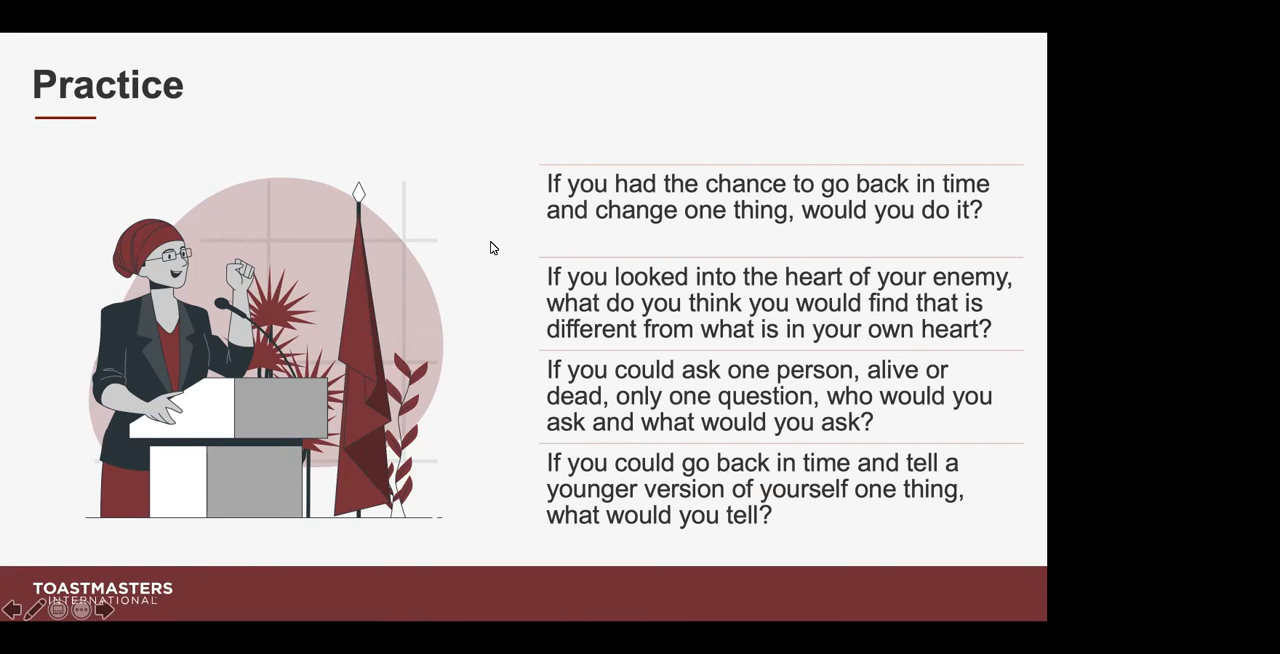 Practice
If you had the chance to go back in time
and change one thing, would you do it?
If you looked into the heart of your enemy,
what do you think you would find that is
different from what is in your own heart?
If you could ask one person, alive or
dead, only one question, who would you
ask and what would you ask?
If you could go back in time and tell a
younger version of yourself one thing,
what would you tell?
TOASTMASTERS
INTERNATIONAL